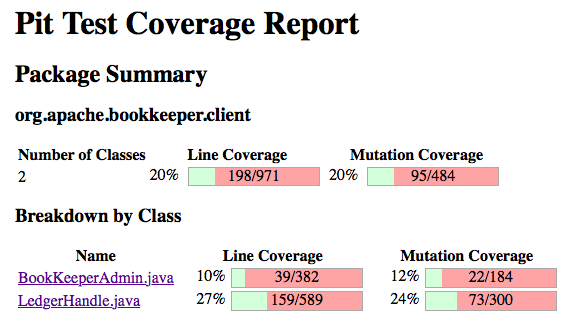 Pit Test Coverage Report
Package Summary
org.apache.bookkeeper.client
Number of Classes Line Coverage Mutation Coverage
2 20% 198/971 20% 95/484
Breakdown by Class
Name Line Coverage Mutation Coverage
BookKeeperAdmin.java 10% 39/382 12% 22/184
LedgerHandle.java 27% 159/589 24% 73/300